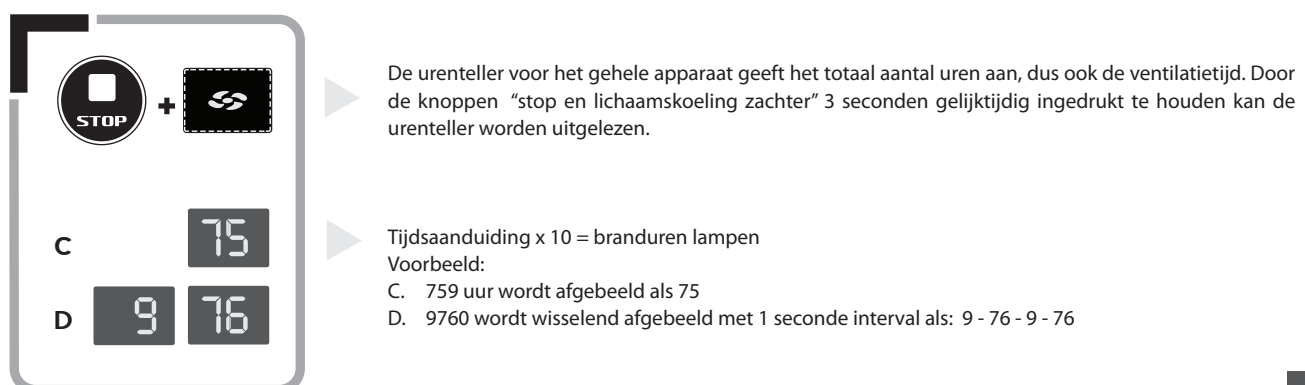 STOP
+
De urenteller voor het gehele apparaat geeft het totaal aantal uren aan, dus ook de ventilatietijd. Door
de knoppen "stop en lichaamskoeling zachter" 3 seconden gelijktijdig ingedrukt te houden kan de
urenteller worden uitgelezen.
C 75
D 9 76
Tijdsaanduiding x 10 = branduren lampen
Voorbeeld:
C. 759 uur wordt afgebeeld als 75
D. 9760 wordt wisselend afgebeeld met 1 seconde interval als: 9 - 76 - 9 - 76